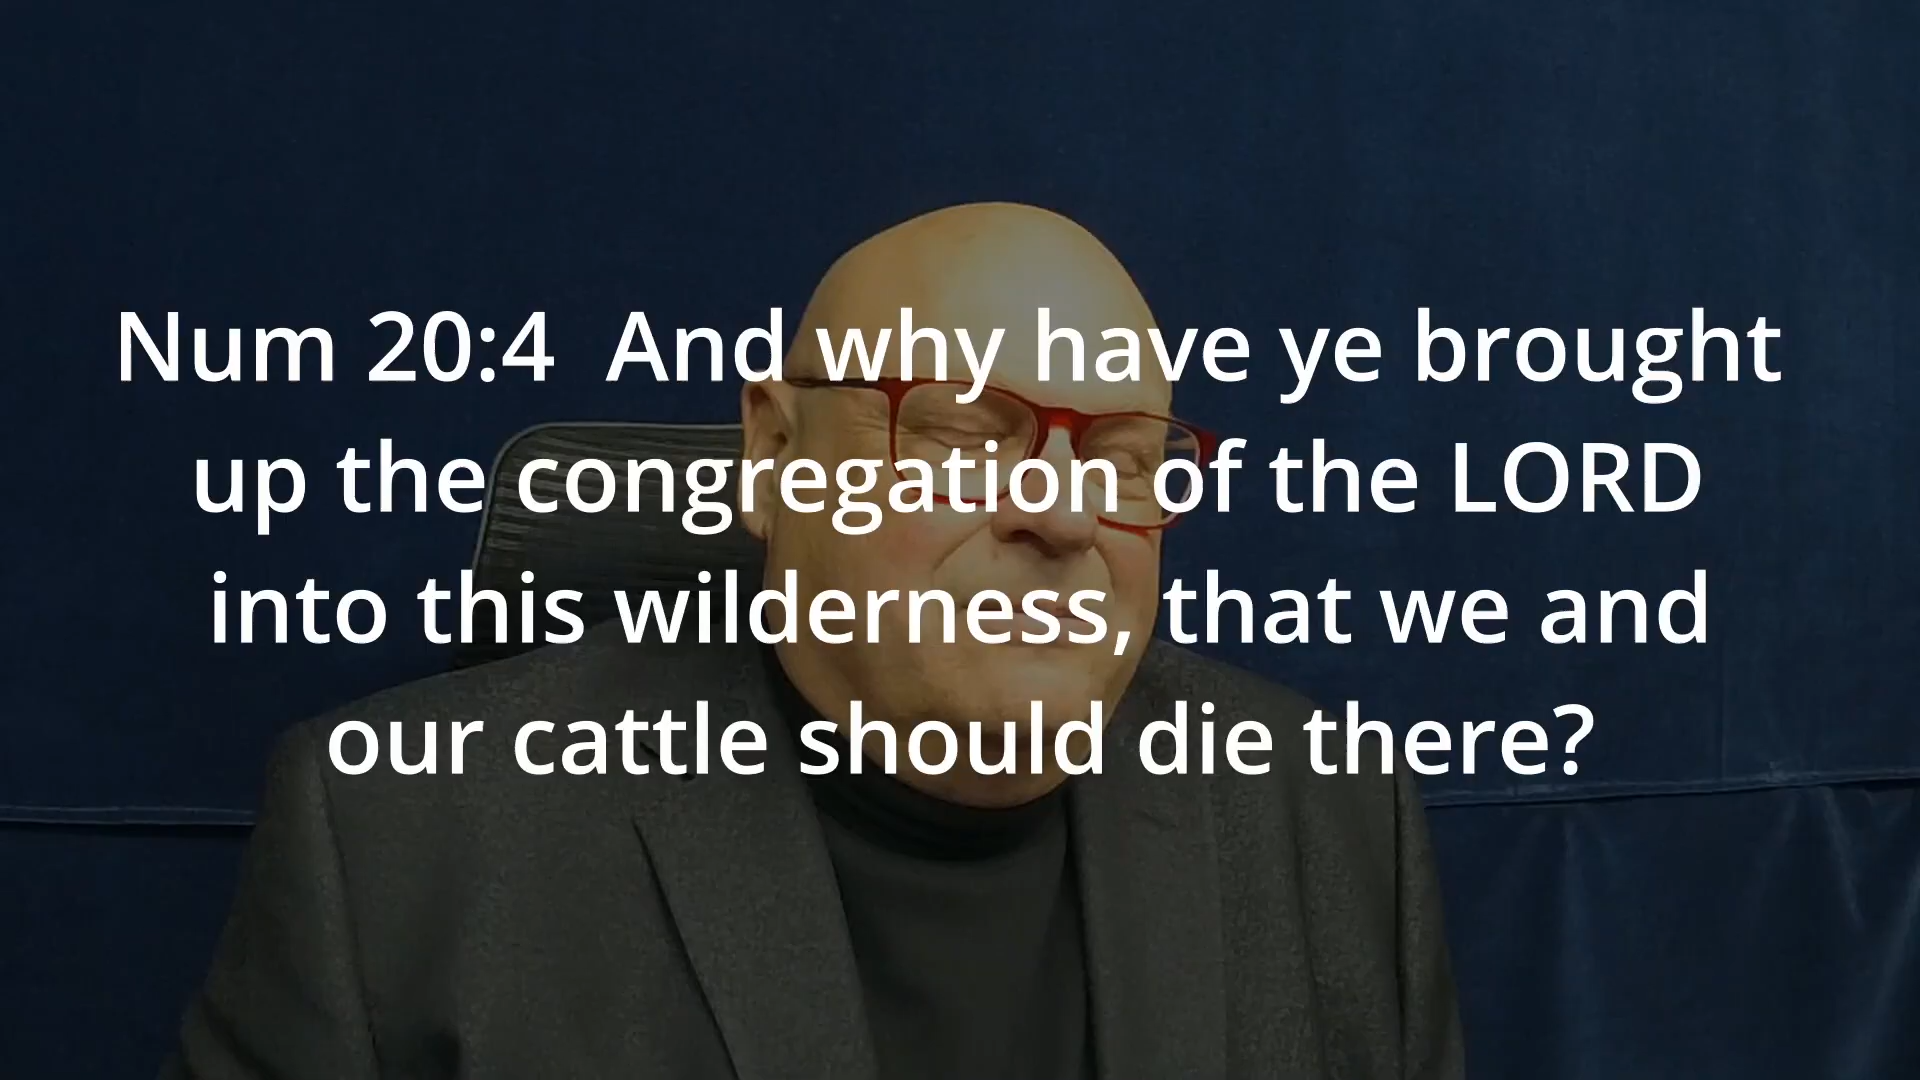 Num 20:4  And why have ye brought
up the congregation of the LORD
into this wilderness, that we and
our cattle should die there?